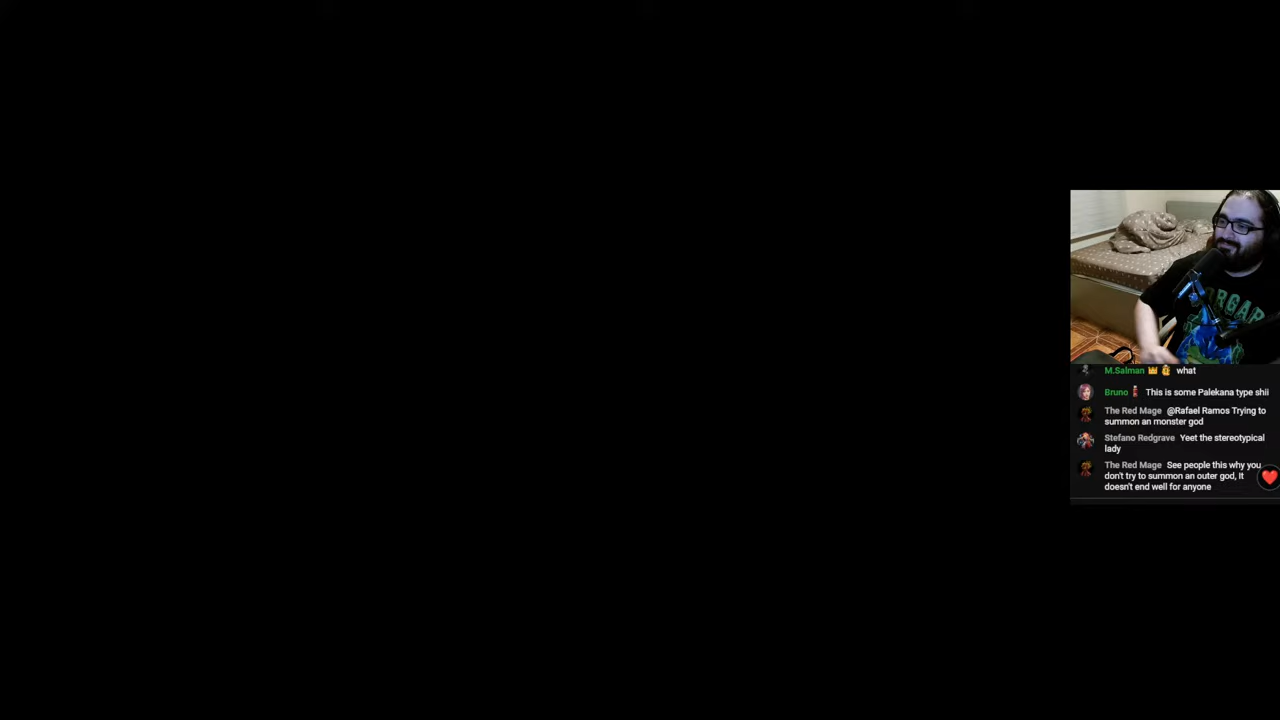 ORGAR
M.Salman what
Bruno This is some Palekana type shii
The Red Mage @Rafael Ramos Trying to
summon an monster god
Stefano Redgrave Yeet the stereotypical
lady
The Red Mage See people this why you
don't try to summon an outer god, It
doesn't end well for anyone